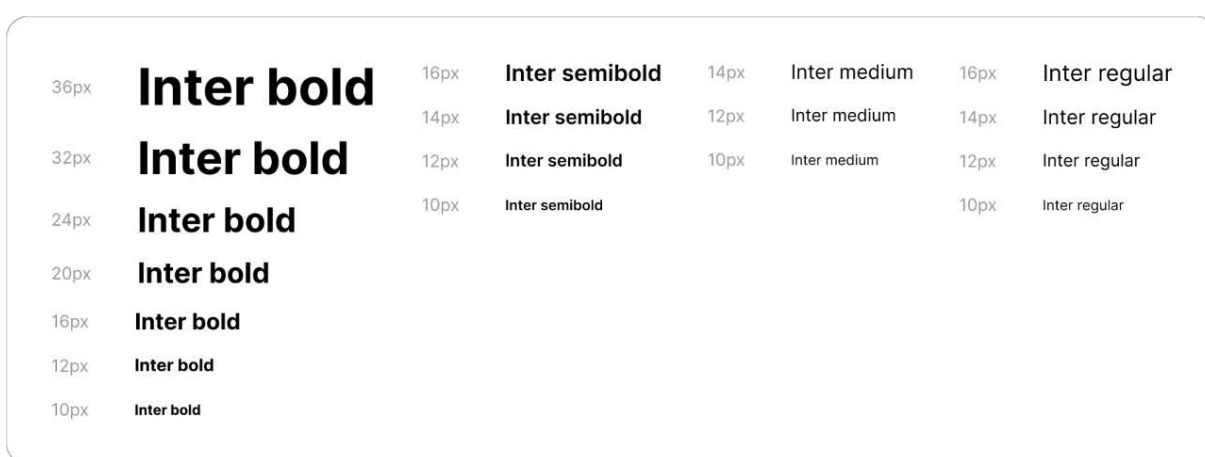 36px Inter bold
32px Inter bold
24px Inter bold
20px Inter bold
16px Inter bold
12px Inter bold
10px Inter bold
16px Inter semibold
14px Inter semibold
12px Inter semibold
10px Inter semibold
14px Inter medium
12px Inter medium
10px Inter medium
16px Inter regular
14px Inter regular
12px Inter regular
10px Inter regular